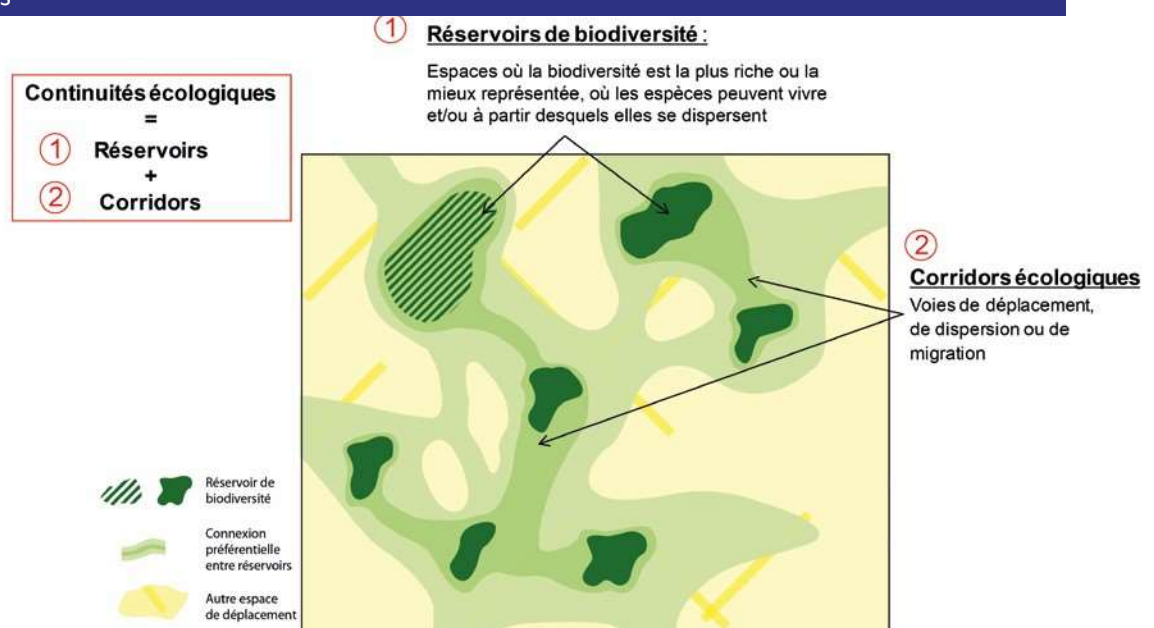 ① Réservoirs de biodiversité :
Espaces où la biodiversité est la plus riche ou la
mieux représentée, où les espèces peuvent vivre
et/ou à partir desquels elles se dispersent
Continuités écologiques
=
① Réservoirs
+
② Corridors
②
Corridors écologiques
Voies de déplacement,
de dispersion ou de
migration
Réservoir de
biodiversité
Connexion
préférentielle
entre réservoirs
Autre espace
de déplacement